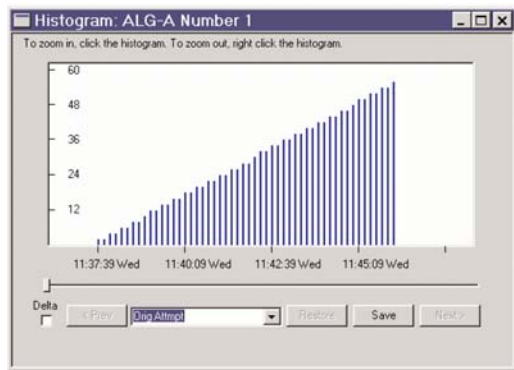 Histogram: ALG-A Number 1
To zoom in, click the histogram. To zoom out, right click the histogram.
60
48
36
24
12
11:37:39 Wed 11:40:09 Wed 11:42:39 Wed 11:45:09 Wed
Delta
< Prev Orig Attmpt Restore Save Next >